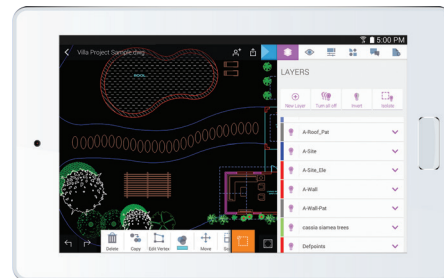 5:00 PM
Villa Project Sample.dwg
LAYERS
New Layer
Turn all off
Invert
Isolate
POOL
A-Roof_Pat
A-Site
A-Site_Ele
A-Wall
A-Wall-Pat
cassia siames trees
Defpoints
Delete
Copy
Edit Vertex
Move